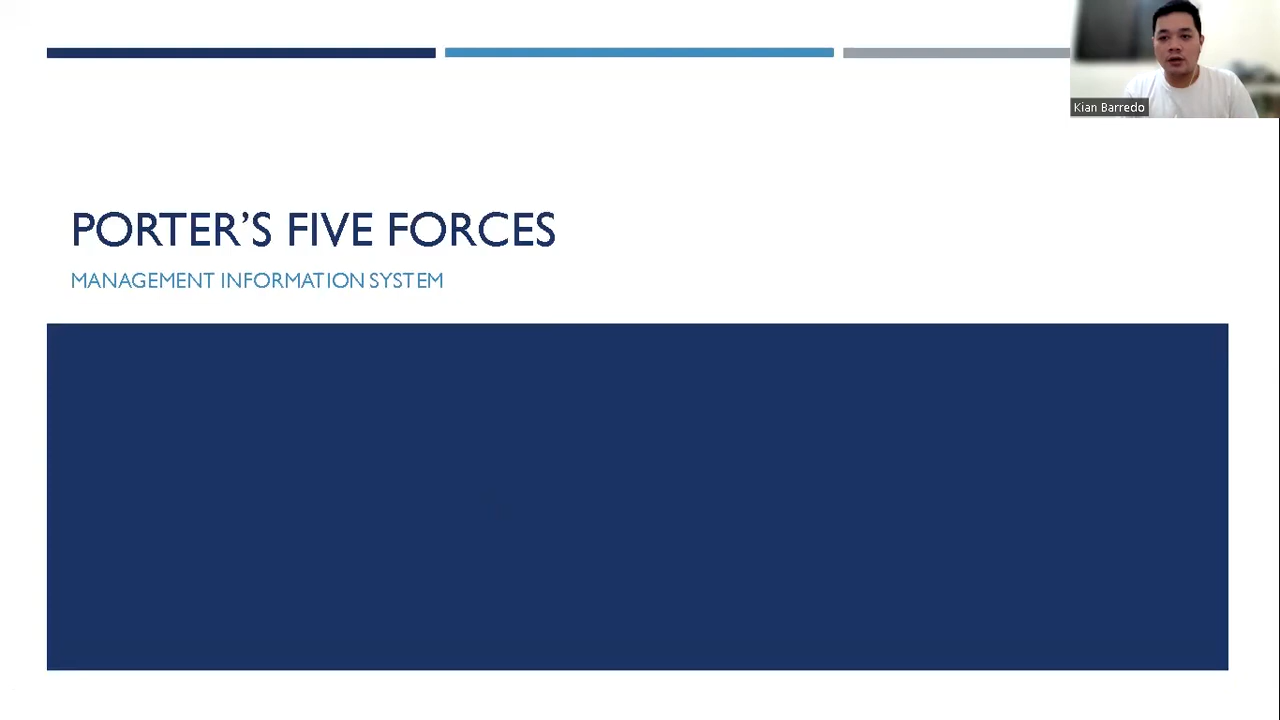 Kian Barredo
PORTER'S FIVE FORCES
MANAGEMENT INFORMATION SYSTEM